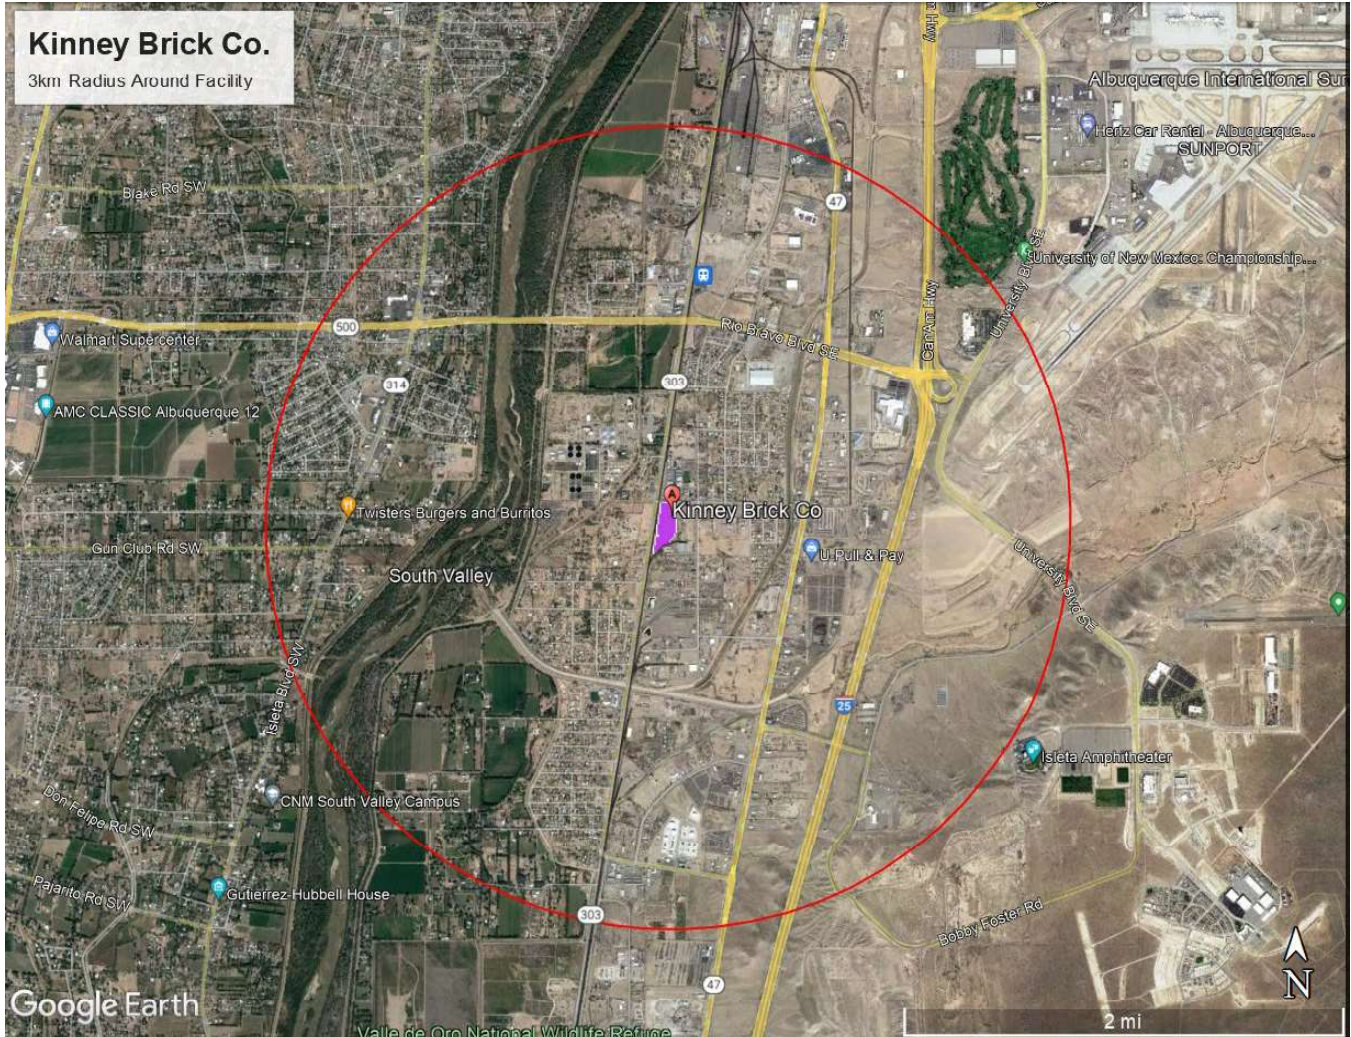 Kinney Brick Co.
3km Radius Around Facility
Albuquerque International Sun
Hertz Car Rental - Albuquerque...
SUNPORT
Blake Rd SW
47
University of New Mexico: Championship...
University Blvd SE
Can Am Hwy
500
Walmart Supercenter
Rio Bravo Blvd SE
303
314
AMC CLASSIC Albuquerque 12
A
Kinney Brick Co
Twisters Burgers and Burritos
Gun Club Rd SW
U-Pull & Pay
South Valley
University Blvd SE
Isleta Blvd SW
25
Isleta Amphitheater
CNM South Valley Campus
Don Felipe Rd SW
Pajarito Rd SW
Gutierrez-Hubbell House
303
Bobby Foster Rd
47
N
Google Earth
2 mi
Valle de Oro National Wildlife Refuge